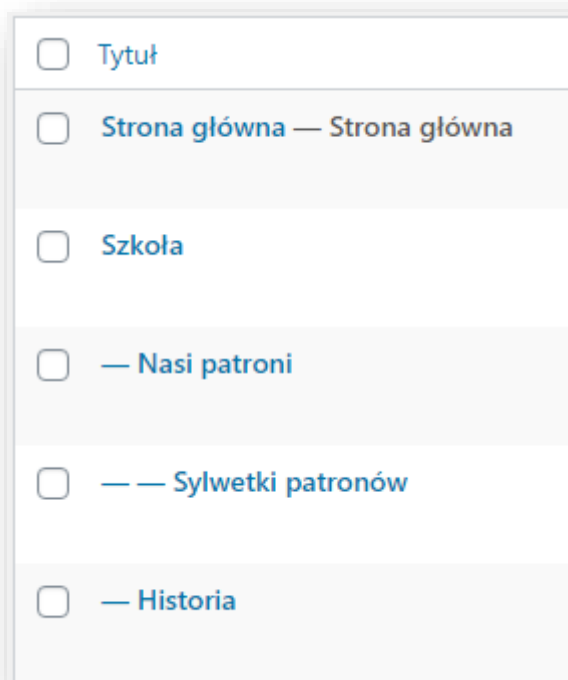 Tytuł
Strona główna — Strona główna
Szkoła
— Nasi patroni
— — Sylwetki patronów
— Historia